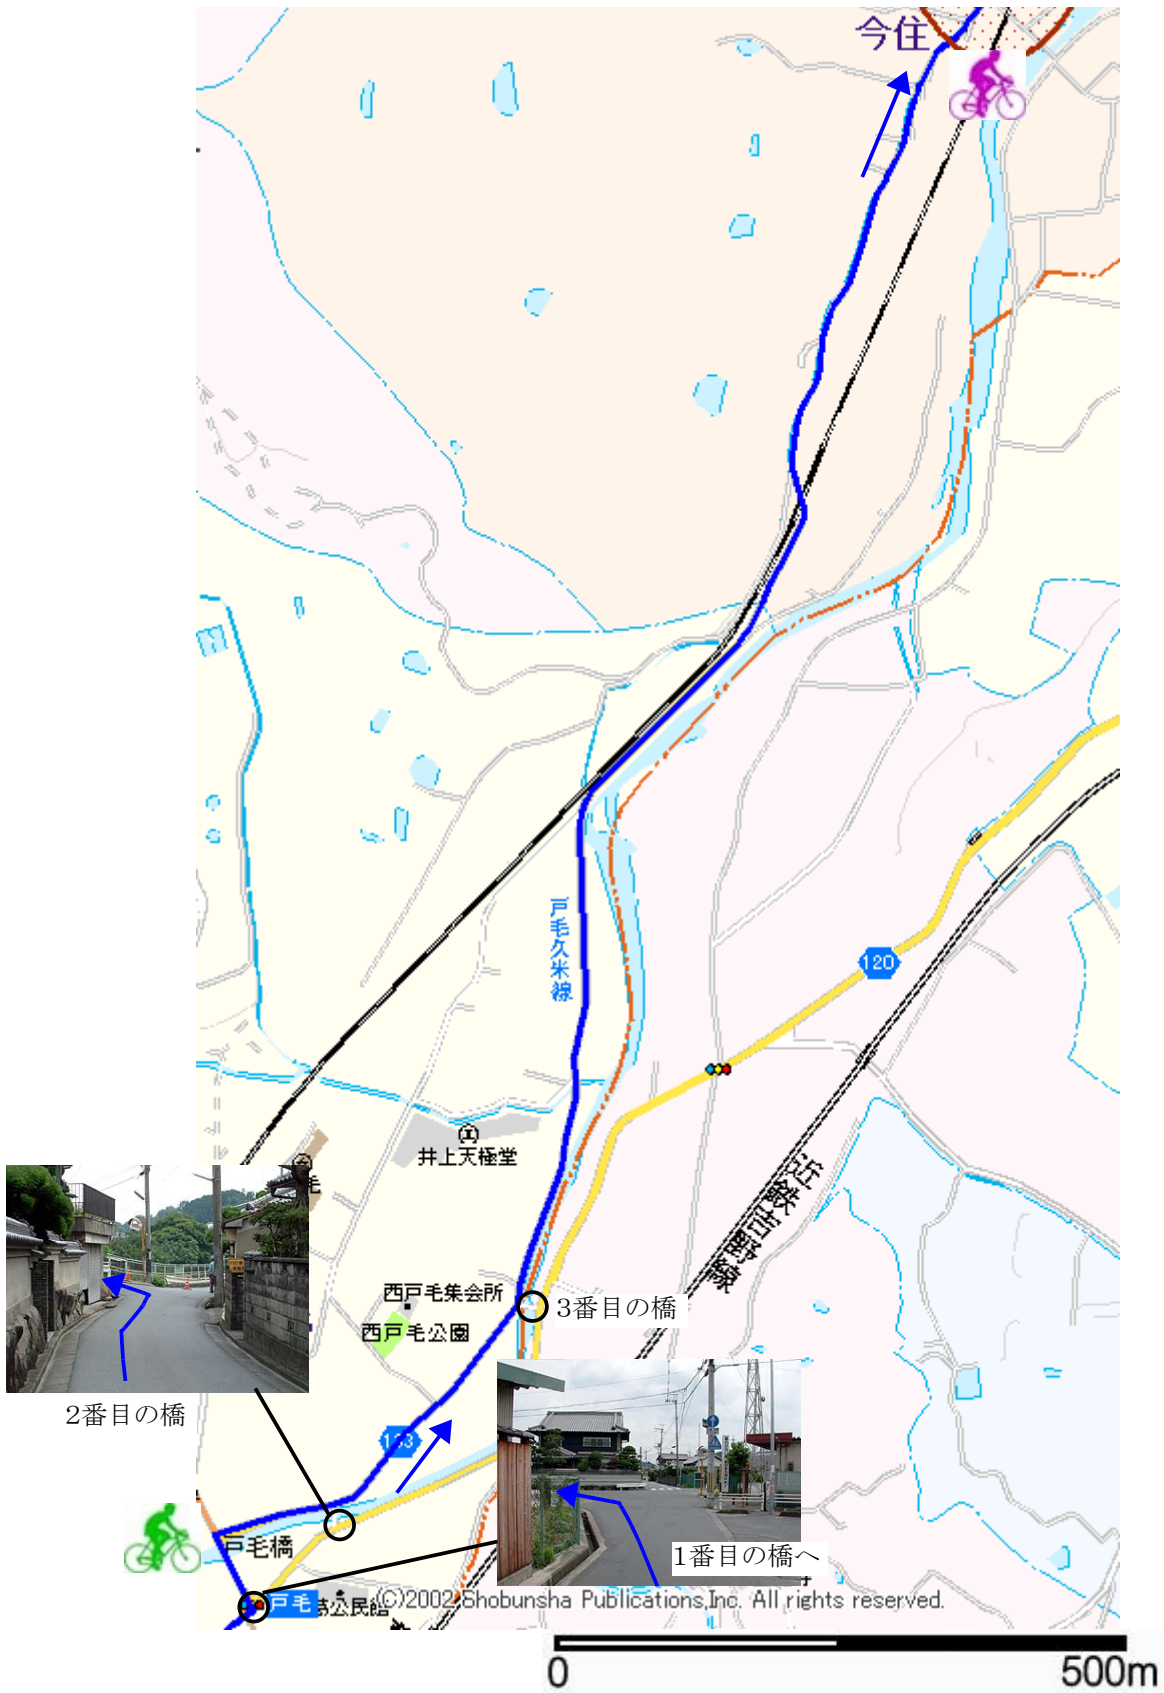 今住
戸毛久米線
120
井上天極堂
毛
近鉄吉野線
西戸毛集会所
3番目の橋
西戸毛公園
2番目の橋
133
戸毛橋
1番目の橋へ
戸毛
葛公民館
(C)2002 Shobunsha Publications,Inc. All rights reserved.
0
500m